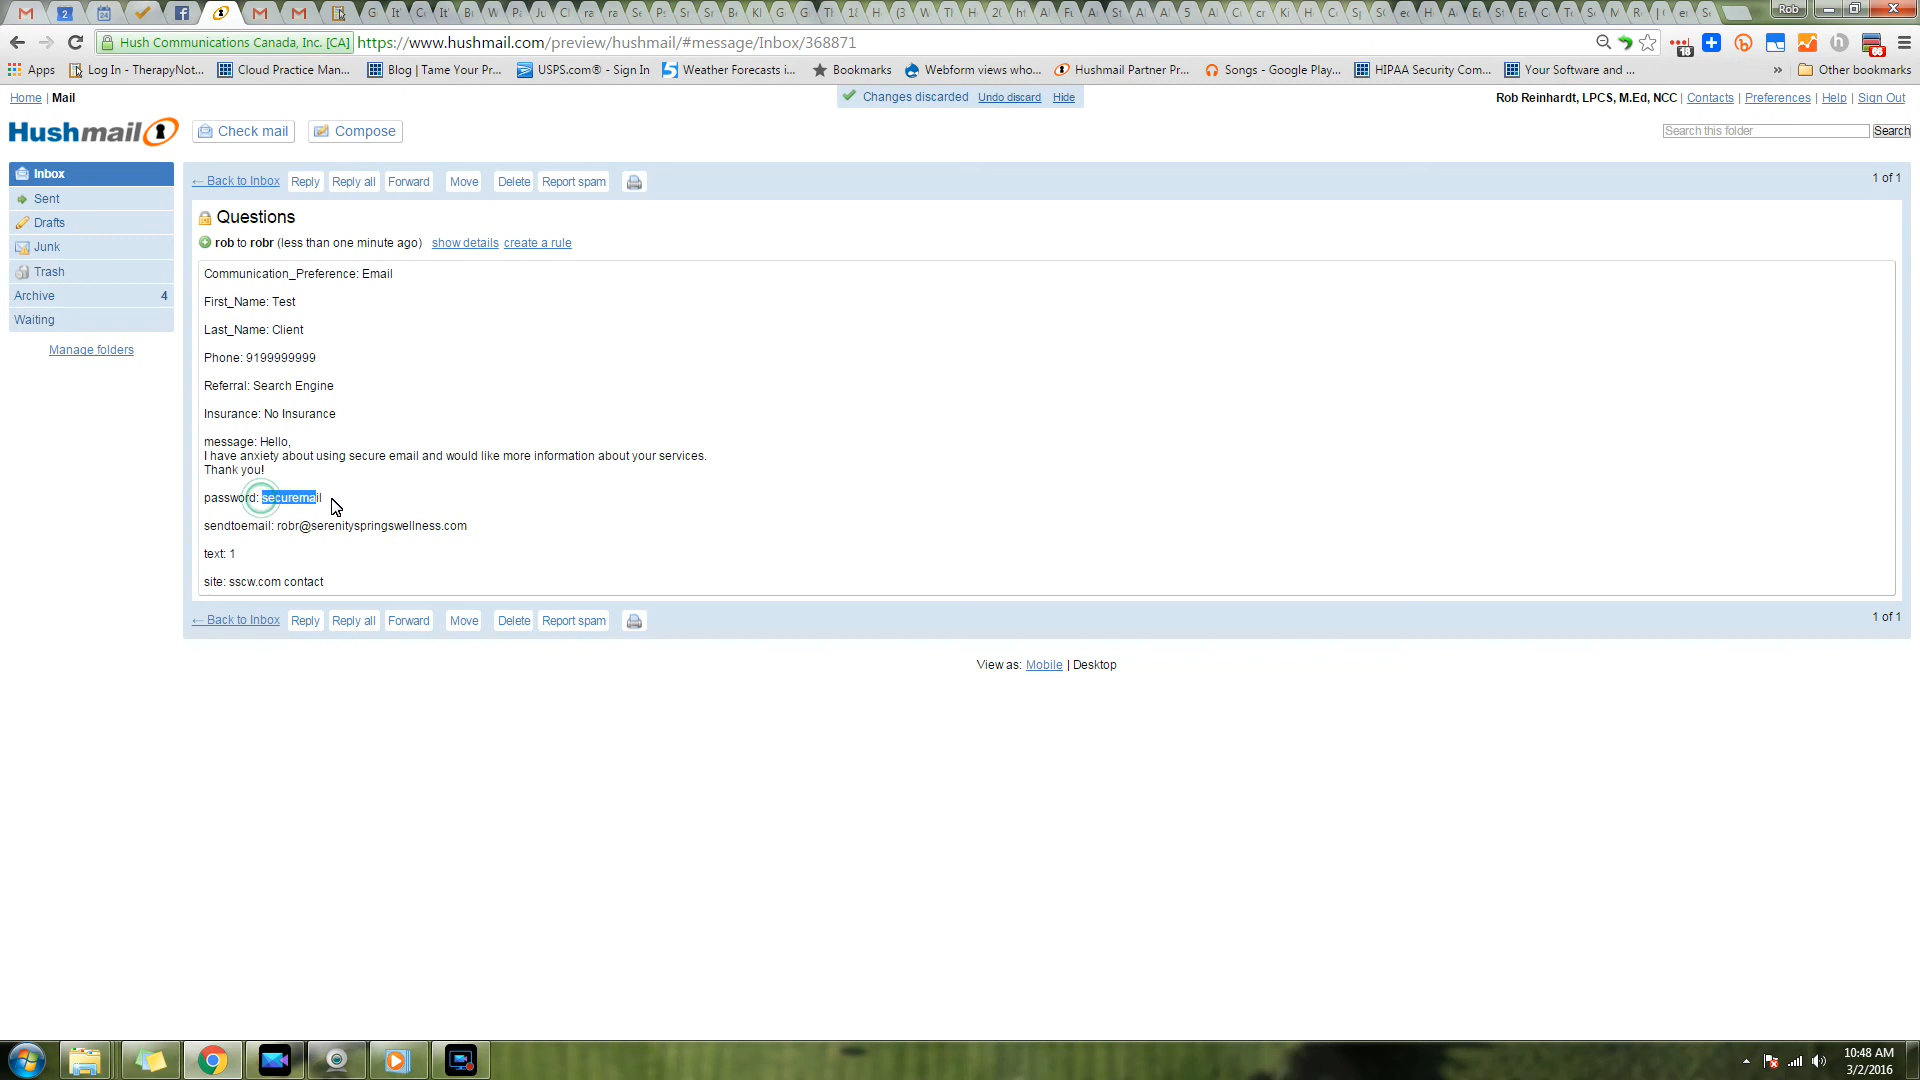 Rob
Hush Communications Canada, Inc. [CA] https://www.hushmail.com/preview/hushmail/#message/Inbox/368871
18
66
Apps Log In - TherapyNot... Cloud Practice Man... Blog | Tame Your Pr... USPS.com® - Sign In Weather Forecasts i... Bookmarks Webform views who... Hushmail Partner Pr... Songs - Google Play... HIPAA Security Com... Your Software and ... » Other bookmarks
Home | Mail
Changes discarded Undo discard Hide
Rob Reinhardt, LPCS, M.Ed, NCC | Contacts | Preferences | Help | Sign Out
Hushmail
Check mail
Compose
Search this folder
Search
Inbox
Sent
Drafts
Junk
Trash
Archive 4
Waiting
Manage folders
← Back to Inbox Reply Reply all Forward Move Delete Report spam 1 of 1
Questions
rob to robr (less than one minute ago) show details create a rule
Communication_Preference: Email
First_Name: Test
Last_Name: Client
Phone: 9199999999
Referral: Search Engine
Insurance: No Insurance
message: Hello,
I have anxiety about using secure email and would like more information about your services.
Thank you!
password: securemail
sendtoemail: robr@serenityspringswellness.com
text: 1
site: sscw.com contact
← Back to Inbox Reply Reply all Forward Move Delete Report spam 1 of 1
View as: Mobile | Desktop
10:48 AM
3/2/2016